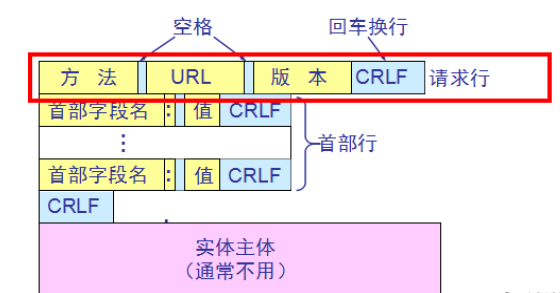 空格 回车换行
方 法 URL 版 本 CRLF 请求行
首部字段名 : 值 CRLF
⋮ 首部行
首部字段名 : 值 CRLF
CRLF
实体主体
（通常不用）